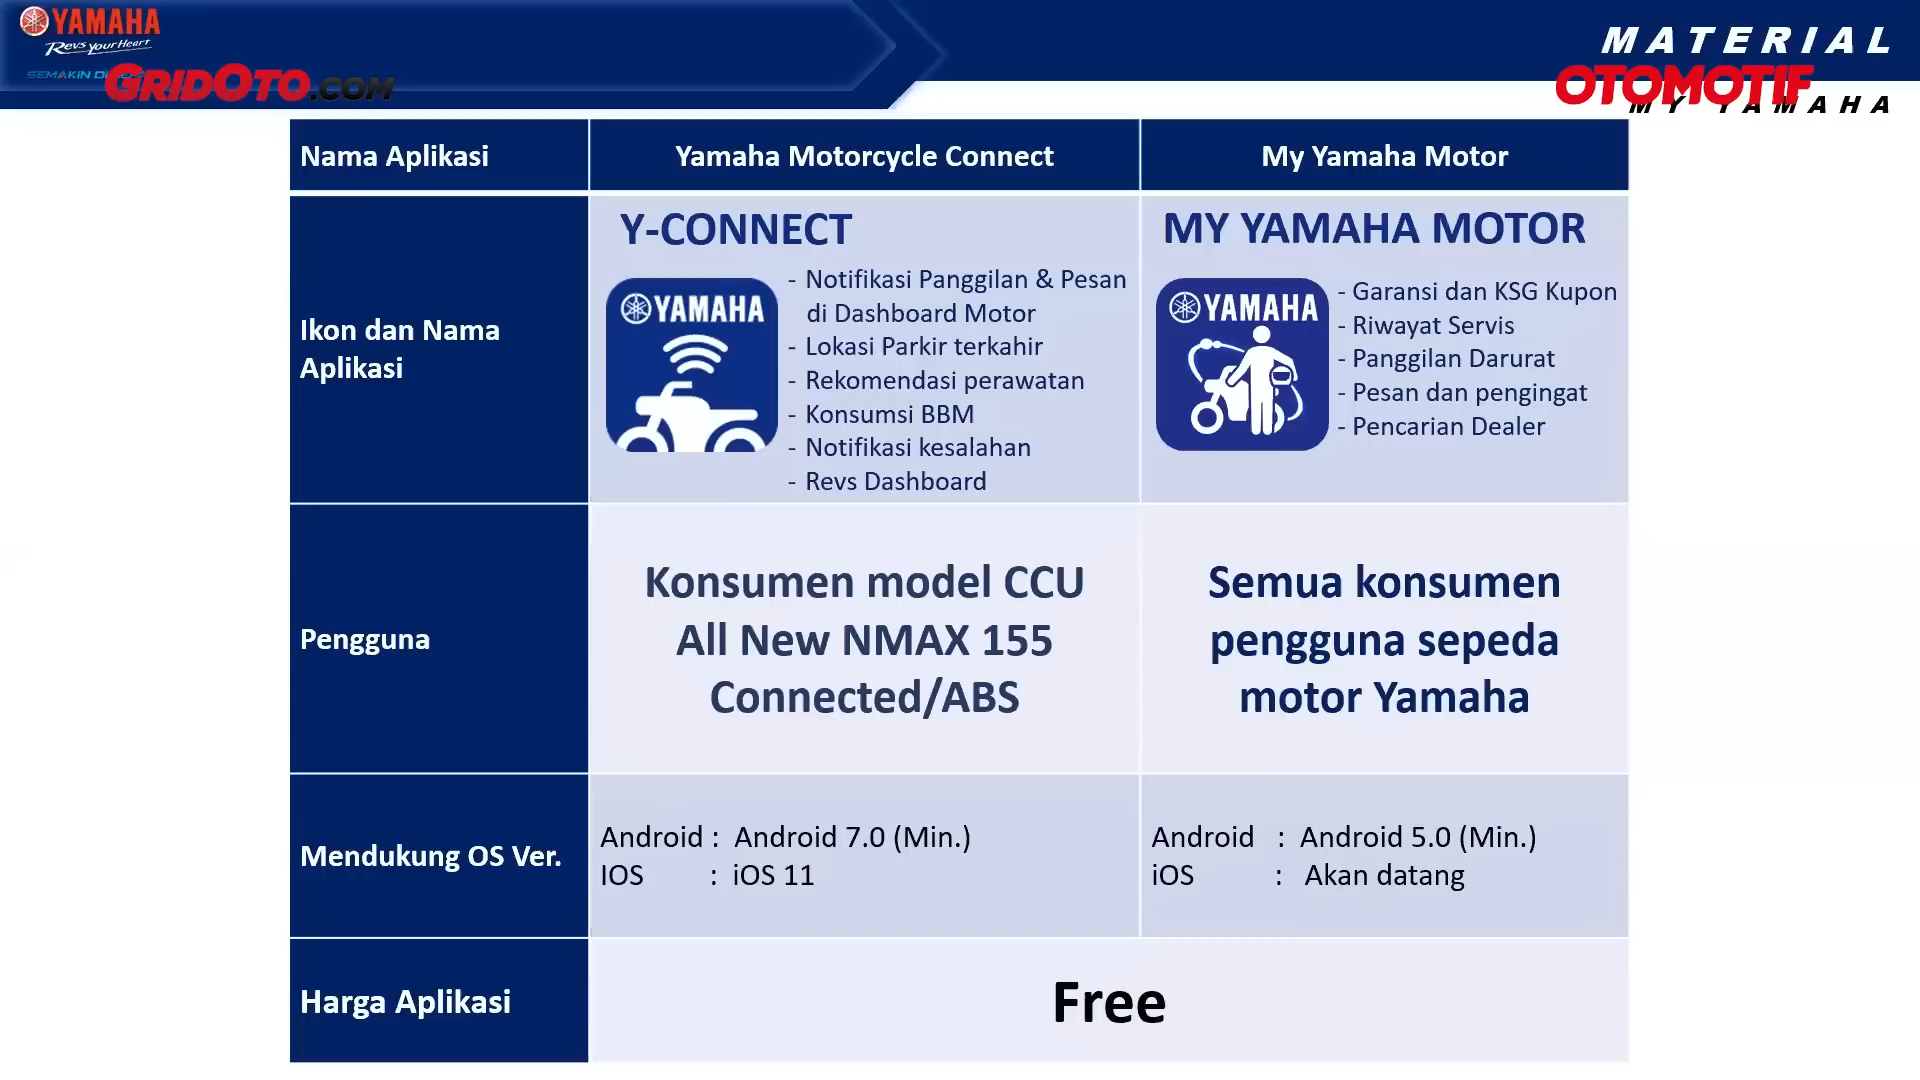 YAMAHA
Revs Your Heart
SEMAKIN DI
GRIDOTO.COM
MATERIAL
OTOMOTIF
MY YAMAHA
Nama Aplikasi
Yamaha Motorcycle Connect
My Yamaha Motor
Ikon dan Nama
Aplikasi
Y-CONNECT
YAMAHA
- Notifikasi Panggilan & Pesan
di Dashboard Motor
- Lokasi Parkir terkahir
- Rekomendasi perawatan
- Konsumsi BBM
- Notifikasi kesalahan
- Revs Dashboard
MY YAMAHA MOTOR
YAMAHA
- Garansi dan KSG Kupon
- Riwayat Servis
- Panggilan Darurat
- Pesan dan pengingat
- Pencarian Dealer
Pengguna
Konsumen model CCU
All New NMAX 155
Connected/ABS
Semua konsumen
pengguna sepeda
motor Yamaha
Mendukung OS Ver.
Android : Android 7.0 (Min.)
IOS : iOS 11
Android : Android 5.0 (Min.)
iOS : Akan datang
Harga Aplikasi
Free